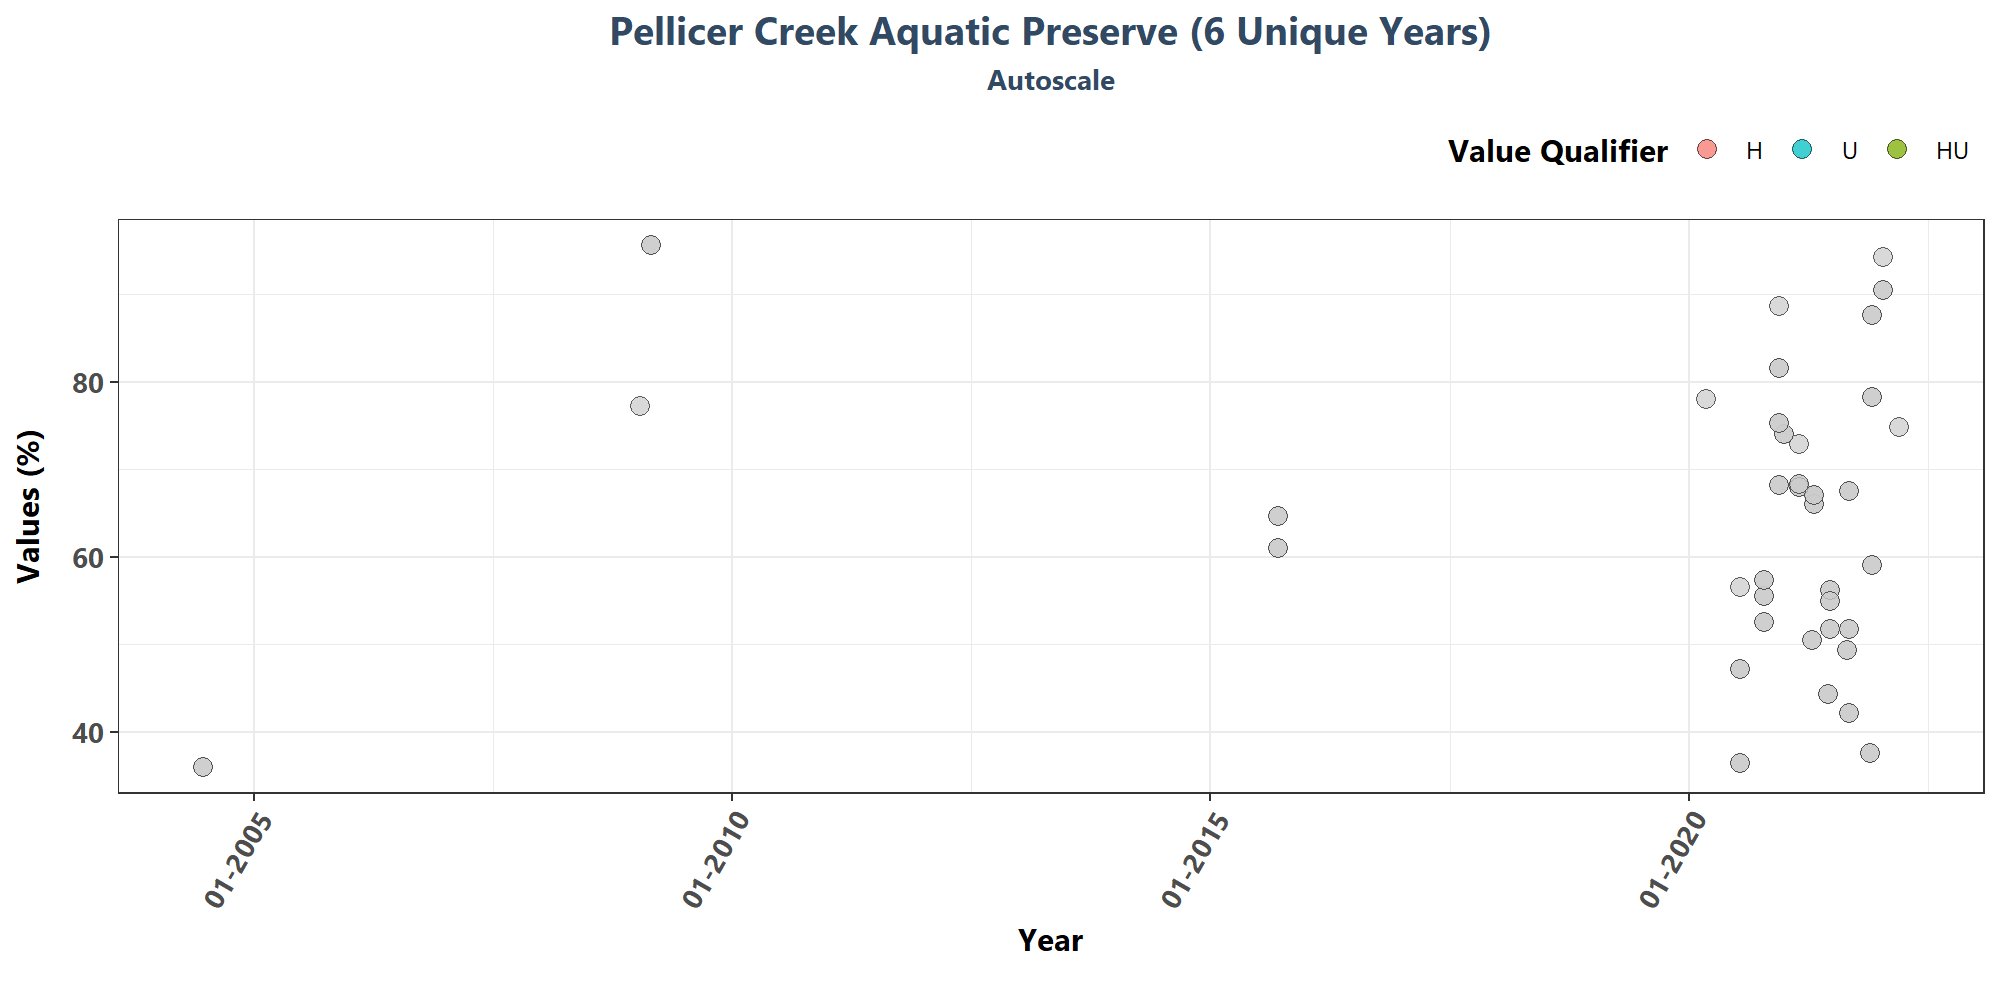 Pellicer Creek Aquatic Preserve (6 Unique Years)
Autoscale
Value Qualifier H U HU
Values (%)
80
60
40
01-2005 01-2010 01-2015 01-2020
Year